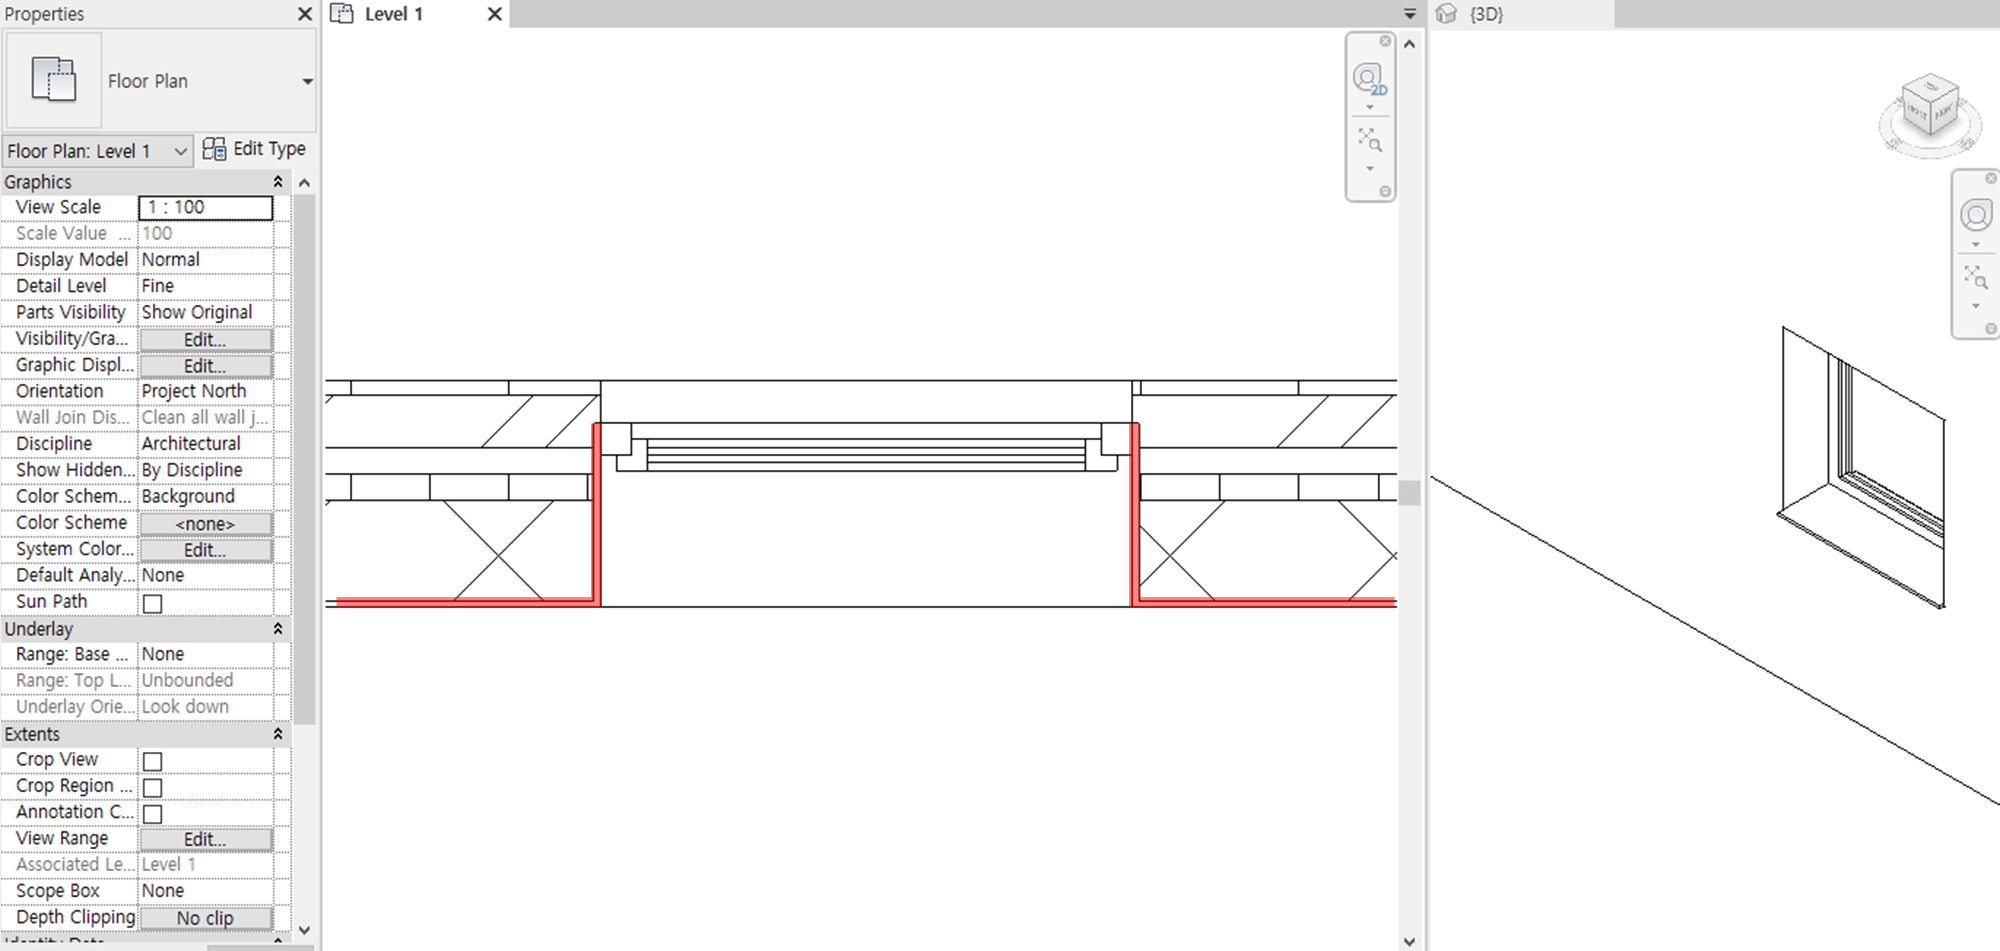 Properties
Floor Plan
Floor Plan: Level 1
Edit Type
Graphics
View Scale 1 : 100
Scale Value ... 100
Display Model Normal
Detail Level Fine
Parts Visibility Show Original
Visibility/Gra... Edit...
Graphic Displ... Edit...
Orientation Project North
Wall Join Dis... Clean all wall j...
Discipline Architectural
Show Hidden... By Discipline
Color Schem... Background
Color Scheme <none>
System Color... Edit...
Default Analy... None
Sun Path
Underlay
Range: Base ... None
Range: Top L... Unbounded
Underlay Orie... Look down
Extents
Crop View
Crop Region ...
Annotation C...
View Range Edit...
Associated Le... Level 1
Scope Box None
Depth Clipping No clip
Level 1
2D
{3D}